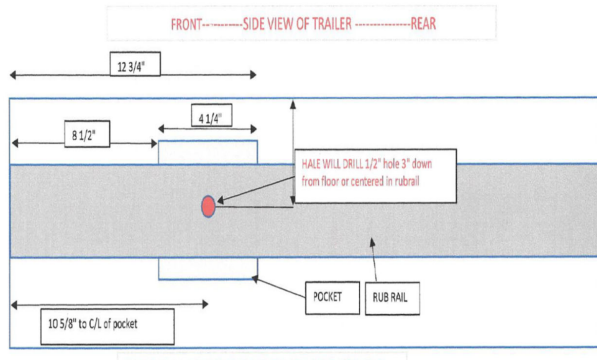 FRONT----------SIDE VIEW OF TRAILER ------------REAR
12 3/4"
4 1/4"
8 1/2"
HALE WILL DRILL 1/2" hole 3" down
from floor or centered in rubrail
POCKET
RUB RAIL
10 5/8" to C/L of pocket